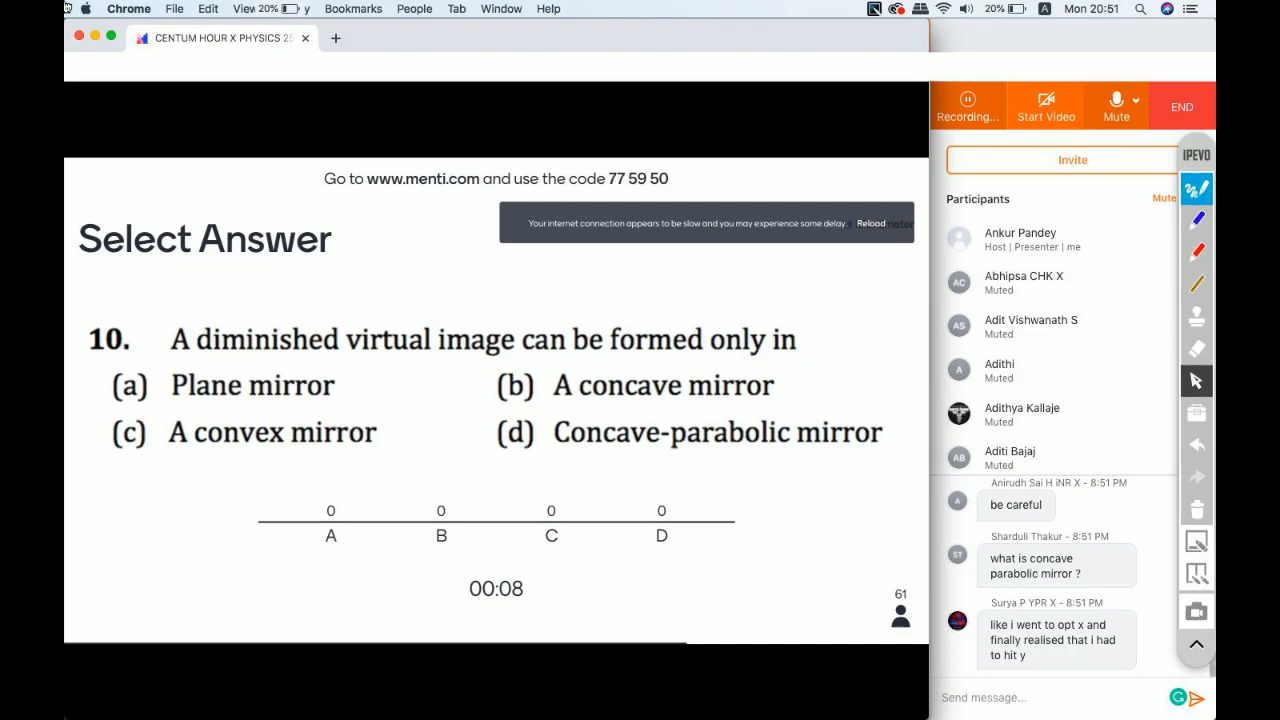 Chrome File Edit View 20% y Bookmarks People Tab Window Help 20% A Mon 20:51
CENTUM HOUR X PHYSICS 25
Go to www.menti.com and use the code 77 59 50
Your internet connection appears to be slow and you may experience some delay. Reload
Select Answer
10. A diminished virtual image can be formed only in
(a) Plane mirror (b) A concave mirror
(c) A convex mirror (d) Concave-parabolic mirror
0 0 0 0
A B C D
00:08
61
Recording... Start Video Mute END
Invite
IPEVO
Participants Mute
Ankur Pandey
Host | Presenter | me
AC Abhipsa CHK X
Muted
AS Adit Vishwanath S
Muted
A Adithi
Muted
Adithya Kallaje
Muted
AB Aditi Bajaj
Muted
Anirudh Sai H iNR X - 8:51 PM
A be careful
Sharduli Thakur - 8:51 PM
ST what is concave
parabolic mirror ?
Surya P YPR X - 8:51 PM
like i went to opt x and
finally realised that i had
to hit y
Send message...